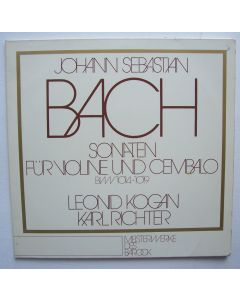 JOHANN SEBASTIAN
BACH
SONATEN
FÜR VIOLINE UND CEMBALO
BWV 1014-1019
LEONID KOGAN
KARL RICHTER
MEISTERWERKE
DES
BAROCK